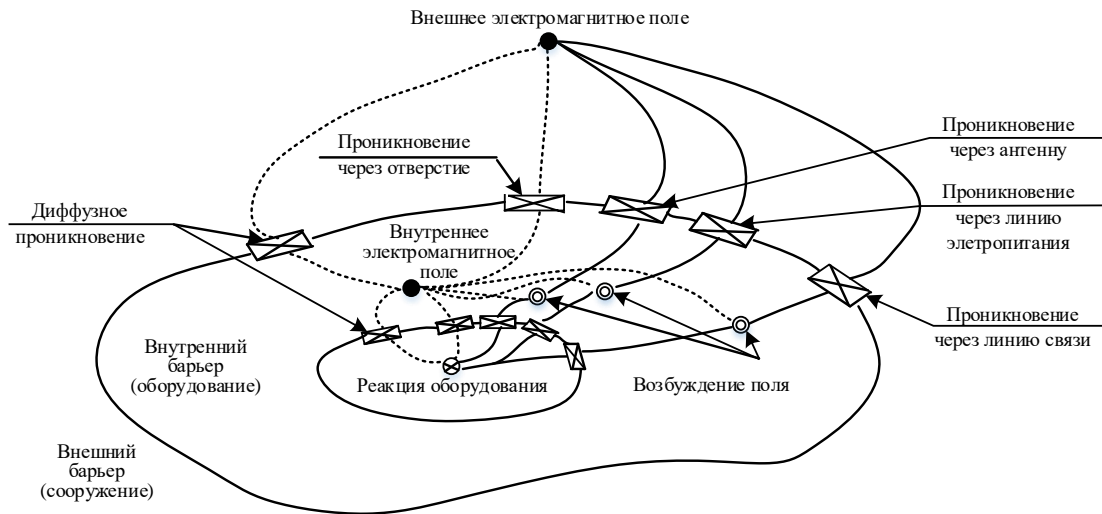 Внешнее электромагнитное поле
Проникновение
через отверстие
Проникновение
через антенну
Диффузное
проникновение
Проникновение
через линию
элетропитания
Внутреннее
электромагнитное
поле
Проникновение
через линию связи
Внутренний
барьер
(оборудование)
Реакция оборудования
Возбуждение поля
Внешний
барьер
(сооружение)